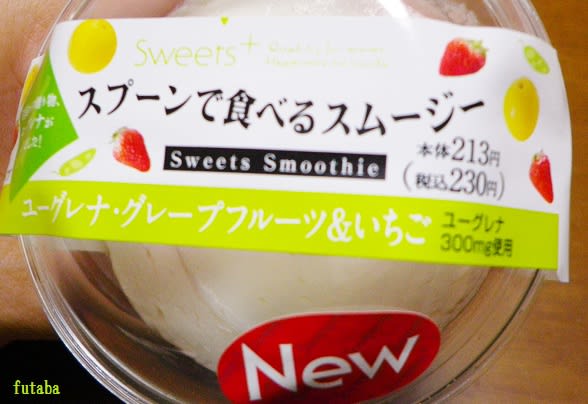 Sweets+
スプーンで食べるスムージー
Sweets Smoothie
本体213円
(税込230円)
ユーグレナ・グレープフルーツ&いちご
ユーグレナ
300mg使用
New
futaba